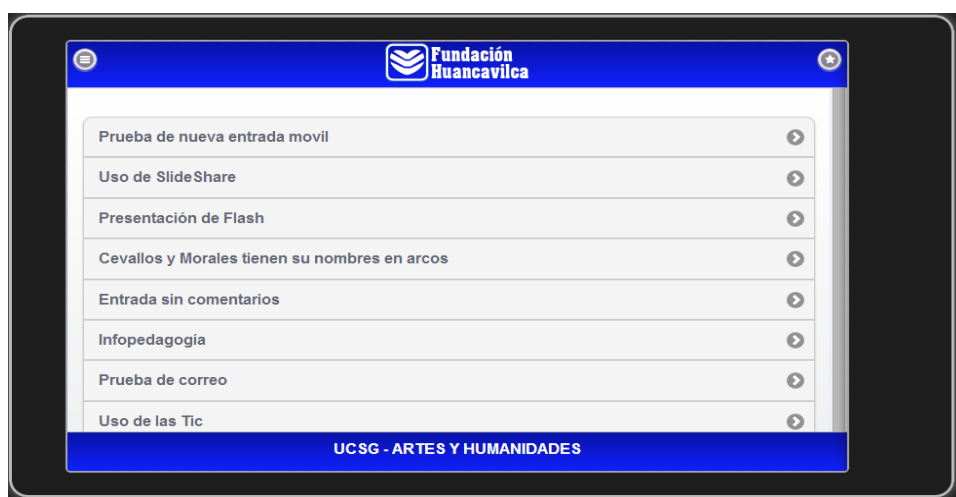 Fundación
Huancavilca
Prueba de nueva entrada movil
Uso de SlideShare
Presentación de Flash
Cevallos y Morales tienen su nombres en arcos
Entrada sin comentarios
Infopedagogía
Prueba de correo
Uso de las Tic
UCSG - ARTES Y HUMANIDADES